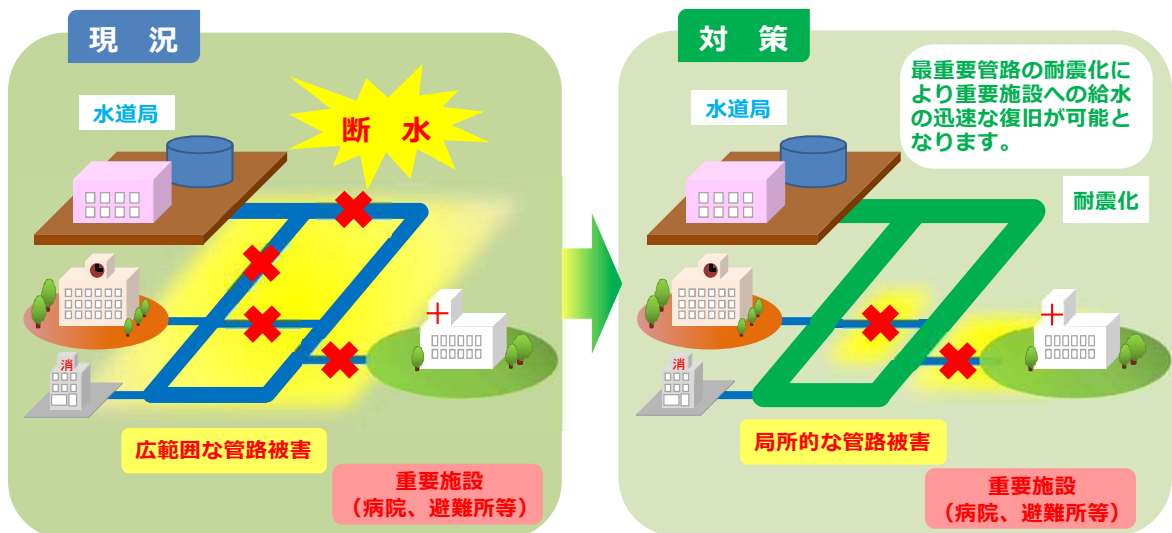 現　況
水道局
断　水
消
広範囲な管路被害
重要施設
（病院、避難所等）
対　策
最重要管路の耐震化に
より重要施設への給水
の迅速な復旧が可能と
なります。
水道局
耐震化
消
局所的な管路被害
重要施設
（病院、避難所等）